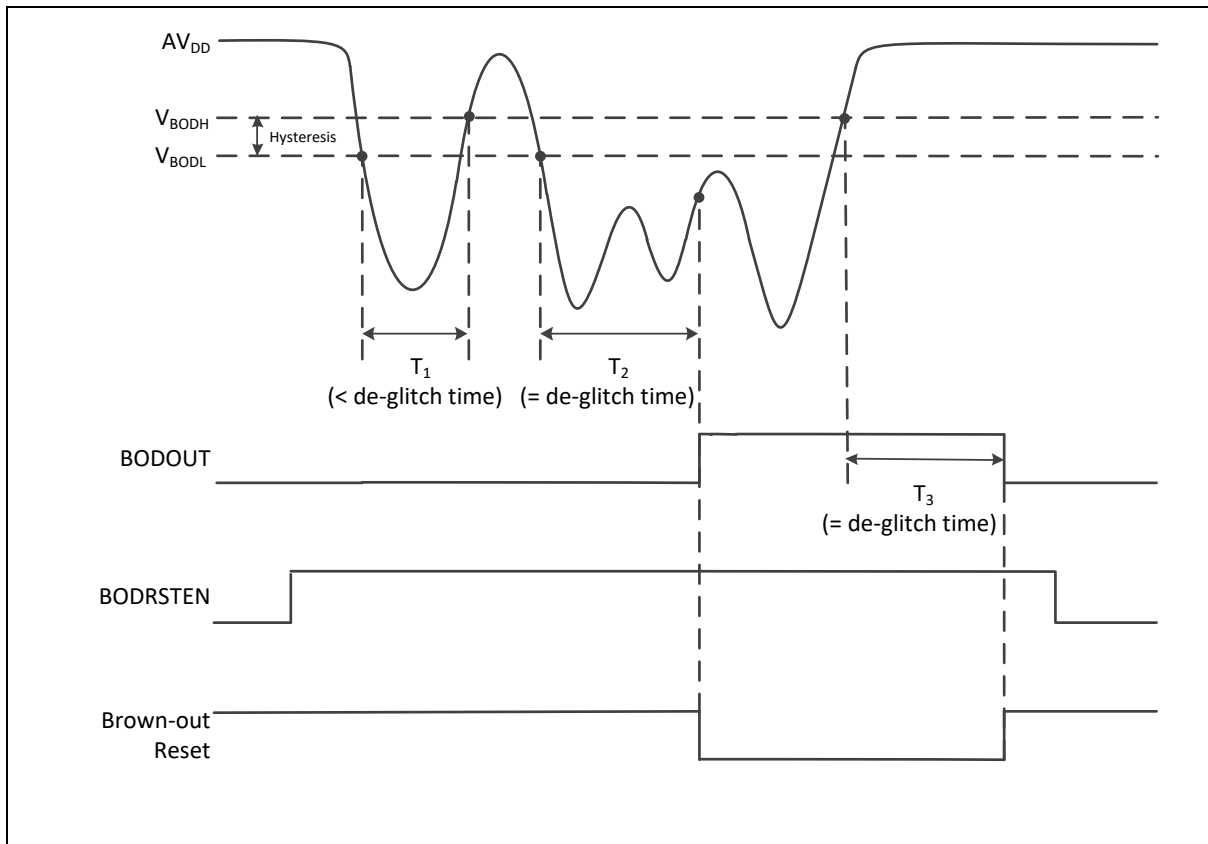 AVDD
VBODH
Hysteresis
VBODL
T1
(< de-glitch time)
T2
(= de-glitch time)
BODOUT
T3
(= de-glitch time)
BODRSTEN
Brown-out
Reset